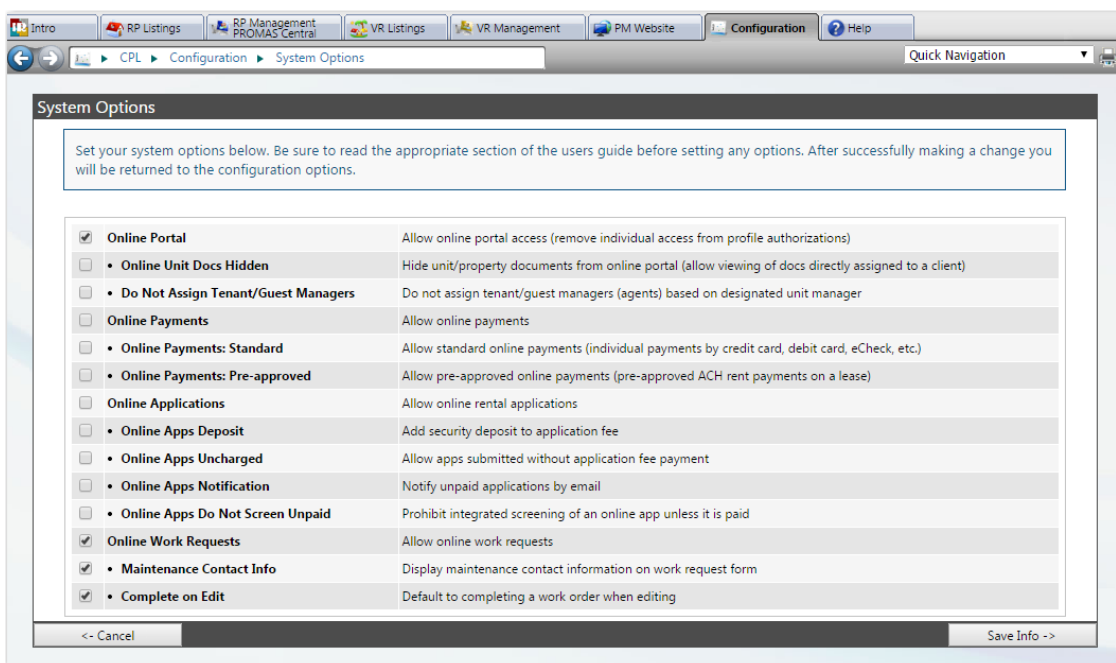 Intro
RP Listings
RP Management
PROMAS Central
VR Listings
VR Management
PM Website
Configuration
Help
CPL ▸ Configuration ▸ System Options
Quick Navigation
System Options
Set your system options below. Be sure to read the appropriate section of the users guide before setting any options. After successfully making a change you
will be returned to the configuration options.
Online Portal Allow online portal access (remove individual access from profile authorizations)
• Online Unit Docs Hidden Hide unit/property documents from online portal (allow viewing of docs directly assigned to a client)
• Do Not Assign Tenant/Guest Managers Do not assign tenant/guest managers (agents) based on designated unit manager
Online Payments Allow online payments
• Online Payments: Standard Allow standard online payments (individual payments by credit card, debit card, eCheck, etc.)
• Online Payments: Pre-approved Allow pre-approved online payments (pre-approved ACH rent payments on a lease)
Online Applications Allow online rental applications
• Online Apps Deposit Add security deposit to application fee
• Online Apps Uncharged Allow apps submitted without application fee payment
• Online Apps Notification Notify unpaid applications by email
• Online Apps Do Not Screen Unpaid Prohibit integrated screening of an online app unless it is paid
Online Work Requests Allow online work requests
• Maintenance Contact Info Display maintenance contact information on work request form
• Complete on Edit Default to completing a work order when editing
<- Cancel
Save Info ->